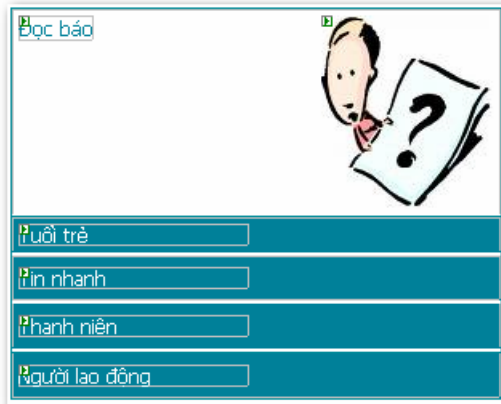 Đọc báo
?
Tuổi trẻ
Tin nhanh
Thanh niên
Người lao động